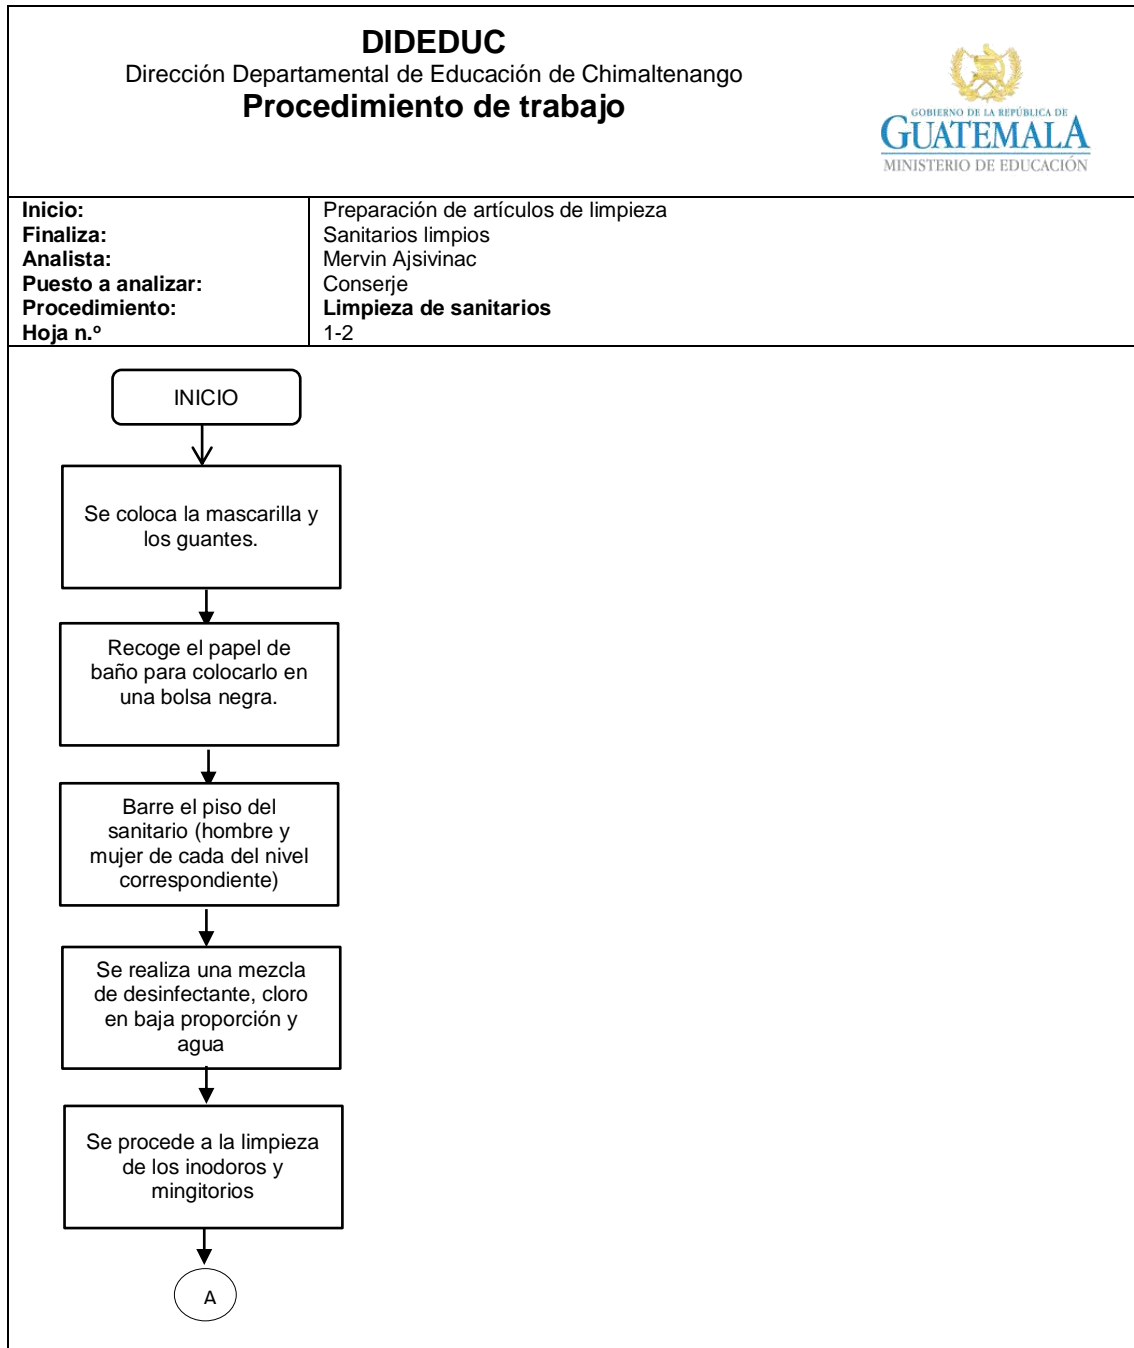 DIDEDUC
Dirección Departamental de Educación de Chimaltenango
Procedimiento de trabajo
GOBIERNO DE LA REPÚBLICA DE
GUATEMALA
MINISTERIO DE EDUCACIÓN
Inicio: Preparación de artículos de limpieza
Finaliza: Sanitarios limpios
Analista: Mervin Ajsivinac
Puesto a analizar: Conserje
Procedimiento: Limpieza de sanitarios
Hoja n.º 1-2
INICIO
Se coloca la mascarilla y
los guantes.
Recoge el papel de
baño para colocarlo en
una bolsa negra.
Barre el piso del
sanitario (hombre y
mujer de cada del nivel
correspondiente)
Se realiza una mezcla
de desinfectante, cloro
en baja proporción y
agua
Se procede a la limpieza
de los inodoros y
mingitorios
A